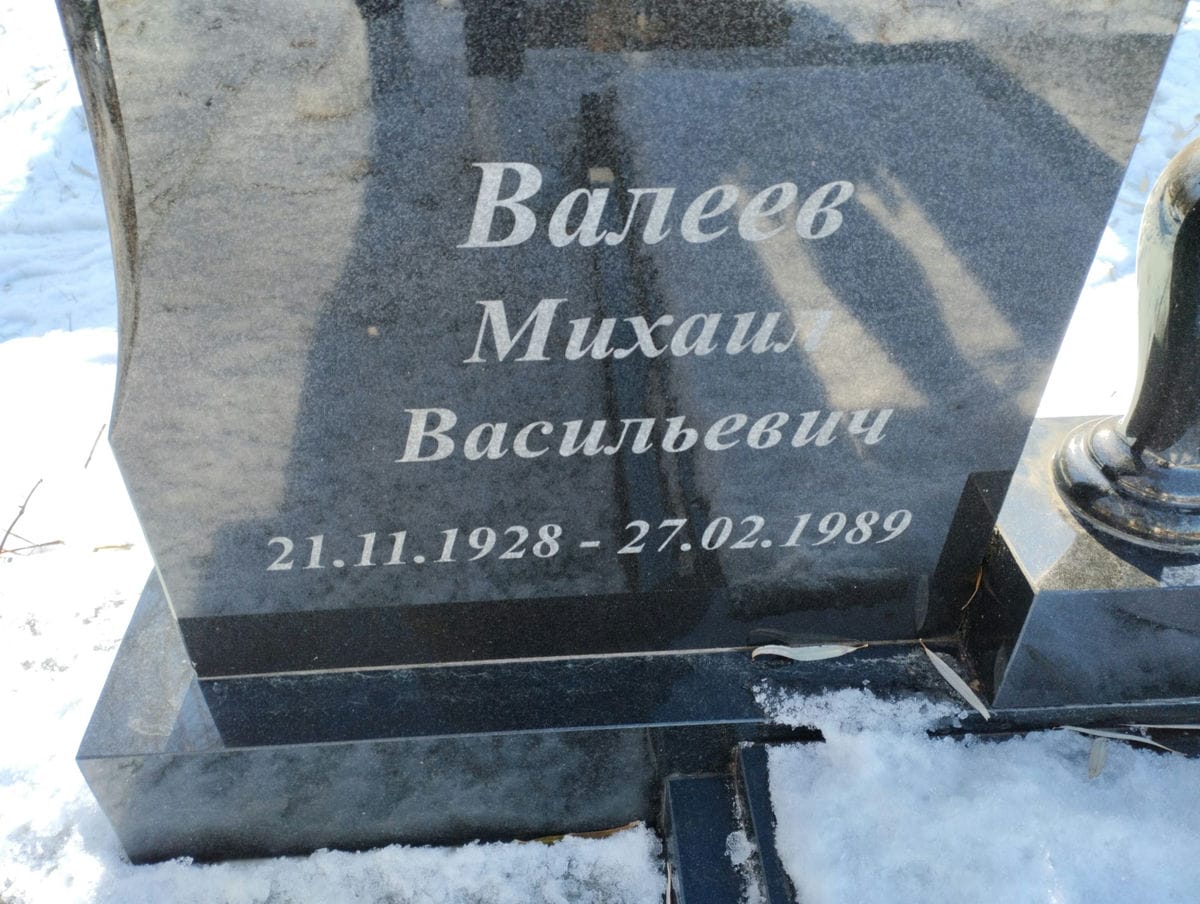 Валеев
Михаил
Васильевич
21.11.1928 - 27.02.1989